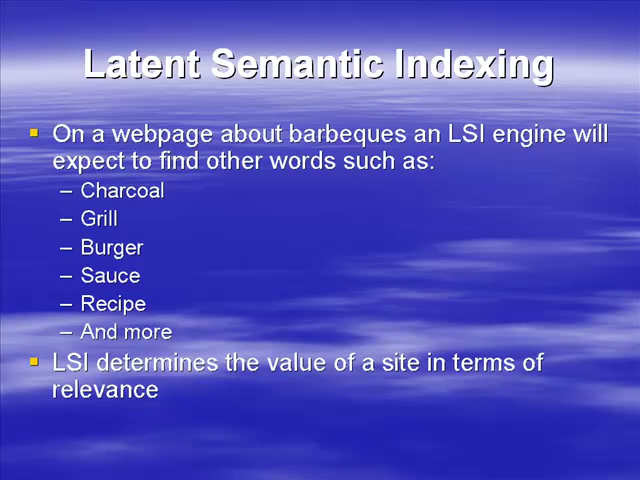 Latent Semantic Indexing
▪ On a webpage about barbeques an LSI engine will
expect to find other words such as:
– Charcoal
– Grill
– Burger
– Sauce
– Recipe
– And more
▪ LSI determines the value of a site in terms of
relevance